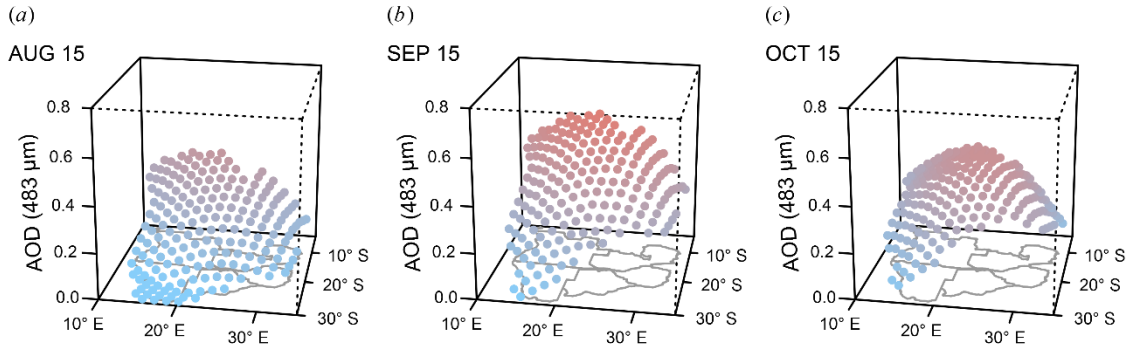 (a)
AUG 15
AOD (483 µm)
0.8
0.6
0.4
0.2
0.0
10° E
20° E
30° E
10° S
20° S
30° S
(b)
SEP 15
AOD (483 µm)
0.8
0.6
0.4
0.2
0.0
10° E
20° E
30° E
10° S
20° S
30° S
(c)
OCT 15
AOD (483 µm)
0.8
0.6
0.4
0.2
0.0
10° E
20° E
30° E
10° S
20° S
30° S